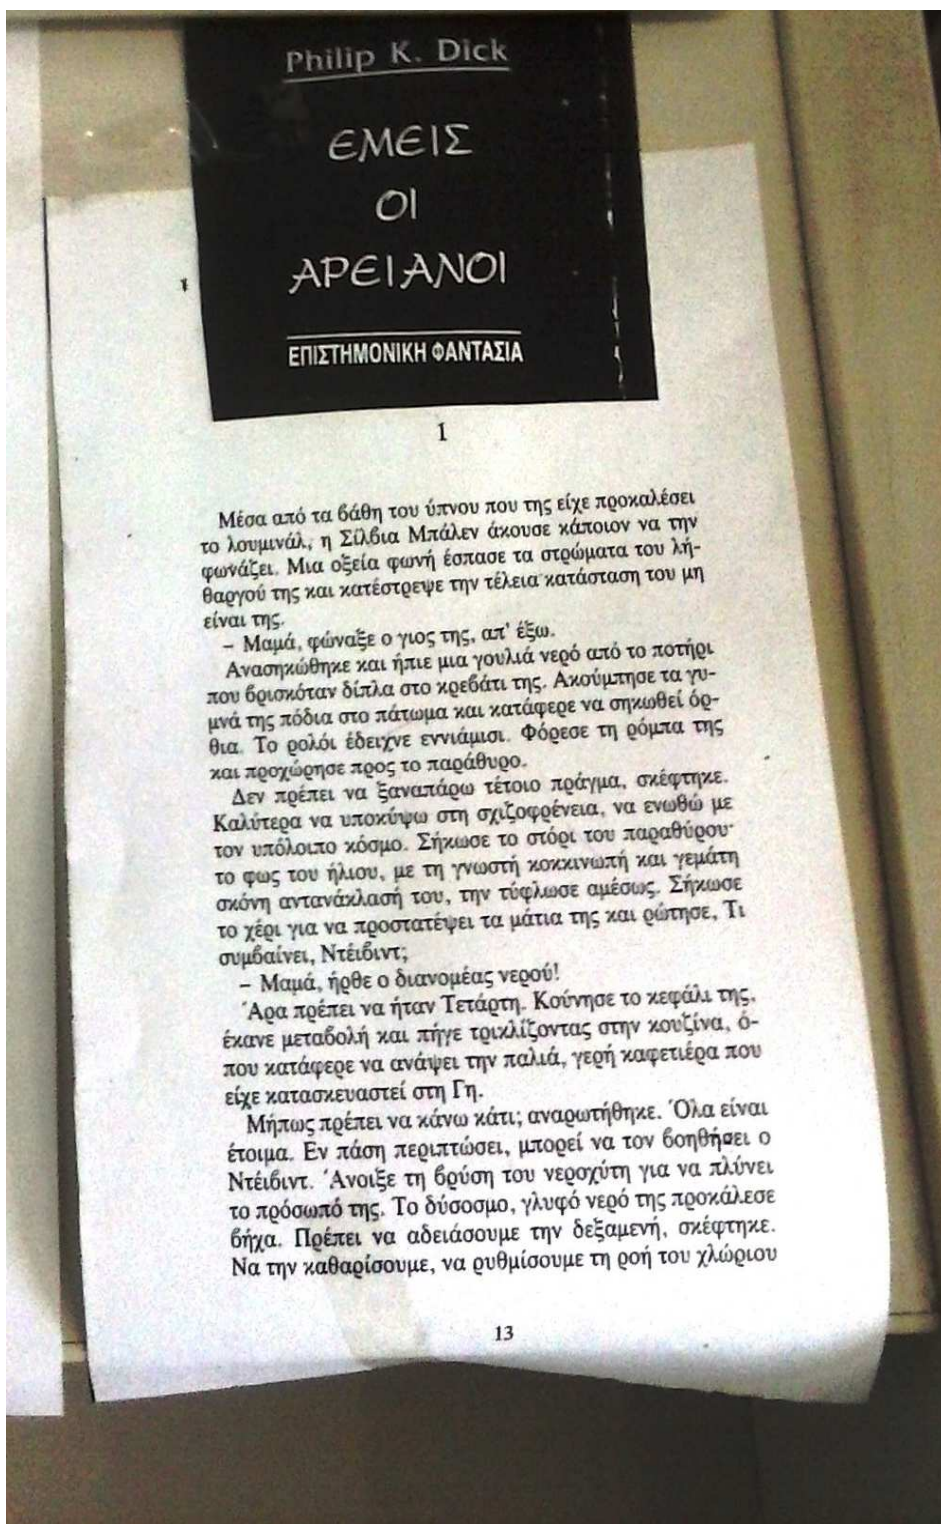 Philip K. Dick
ΕΜΕΙΣ
ΟΙ
ΑΡΕΙΑΝΟΙ
ΕΠΙΣΤΗΜΟΝΙΚΗ ΦΑΝΤΑΣΙΑ
1
Μέσα από τα βάθη του ύπνου που της είχε προκαλέσει
το λουμινάλ, η Σίλβια Μπάλεν άκουσε κάποιον να την
φωνάζει. Μια οξεία φωνή έσπασε τα στρώματα του λή-
θαργού της και κατέστρεψε την τέλεια κατάσταση του μη
είναι της.
– Μαμά, φώναξε ο γιος της, απ' έξω.
Ανασηκώθηκε και ήπιε μια γουλιά νερό από το ποτήρι
που βρισκόταν δίπλα στο κρεβάτι της. Ακούμπησε τα γυ-
μνά της πόδια στο πάτωμα και κατάφερε να σηκωθεί όρ-
θια. Το ρολόι έδειχνε εννιάμισι. Φόρεσε τη ρόμπα της
και προχώρησε προς το παράθυρο.
Δεν πρέπει να ξαναπάρω τέτοιο πράγμα, σκέφτηκε.
Καλύτερα να υποκύψω στη σχιζοφρένεια, να ενωθώ με
τον υπόλοιπο κόσμο. Σήκωσε το στόρι του παραθύρου·
το φως του ήλιου, με τη γνωστή κοκκινωπή και γεμάτη
σκόνη αντανάκλασή του, την τύφλωσε αμέσως. Σήκωσε
το χέρι για να προστατέψει τα μάτια της και ρώτησε, Τι
συμβαίνει, Ντέιβιντ;
– Μαμά, ήρθε ο διανομέας νερού!
Άρα πρέπει να ήταν Τετάρτη. Κούνησε το κεφάλι της,
έκανε μεταβολή και πήγε τρικλίζοντας στην κουζίνα, ό-
που κατάφερε να ανάψει την παλιά, γερή καφετιέρα που
είχε κατασκευαστεί στη Γη.
Μήπως πρέπει να κάνω κάτι; αναρωτήθηκε. Όλα είναι
έτοιμα. Εν πάση περιπτώσει, μπορεί να τον βοηθήσει ο
Ντέιβιντ. Άνοιξε τη βρύση του νεροχύτη για να πλύνει
το πρόσωπό της. Το δύσοσμο, γλυφό νερό της προκάλεσε
βήχα. Πρέπει να αδειάσουμε την δεξαμενή, σκέφτηκε.
Να την καθαρίσουμε, να ρυθμίσουμε τη ροή του χλώριου
13